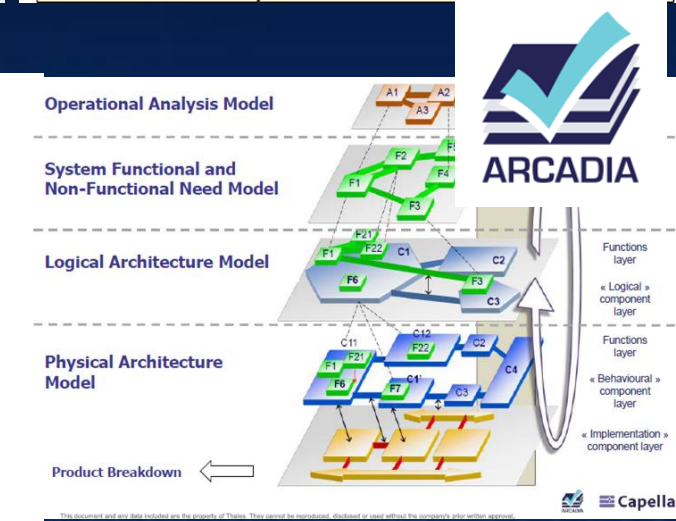 ARCADIA
Operational Analysis Model
A1
A2
A3
System Functional and
Non-Functional Need Model
F1
F2
F3
F4
Logical Architecture Model
F1
F21
F22
C1
C2
F6
F3
C3
Functions
layer
« Logical »
component
layer
Physical Architecture
Model
C11
C12
F1
F21
F22
C2
F6
F7
C1'
C3
C4
Functions
layer
« Behavioural »
component
layer
« Implementation »
component layer
Product Breakdown
This document and any data included are the property of Thales. They cannot be reproduced, disclosed or used without the company's prior written approval.
ARCADIA
Capella